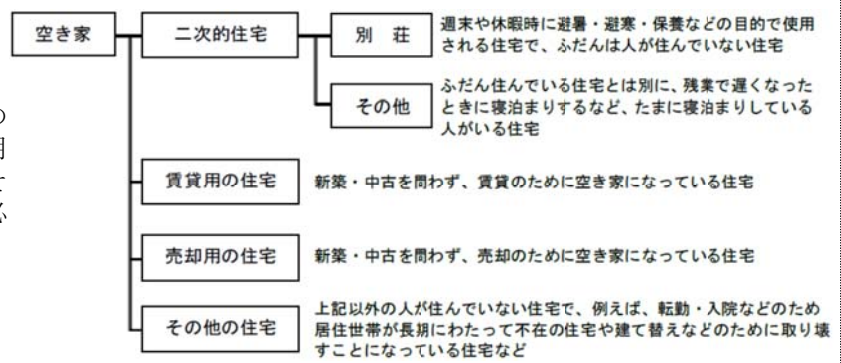 空き家
二次的住宅
別　荘
週末や休暇時に避暑・避寒・保養などの目的で使用
される住宅で、ふだんは人が住んでいない住宅
その他
ふだん住んでいる住宅とは別に、残業で遅くなった
ときに寝泊まりするなど、たまに寝泊まりしている
人がいる住宅
賃貸用の住宅
新築・中古を問わず、賃貸のために空き家になっている住宅
売却用の住宅
新築・中古を問わず、売却のために空き家になっている住宅
その他の住宅
上記以外の人が住んでいない住宅で、例えば、転勤・入院などのため
居住世帯が長期にわたって不在の住宅や建て替えなどのために取り壊
すことになっている住宅など
の